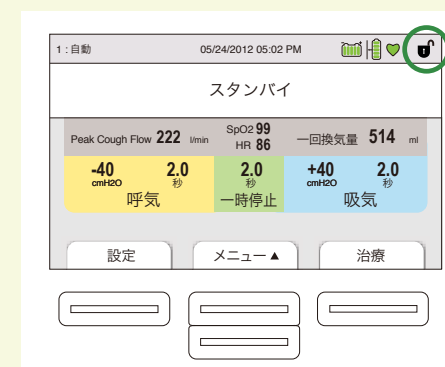 1 : 自動 05/24/2012 05:02 PM
スタンバイ
Peak Cough Flow 222 l/min SpO2 99 HR 86 一回換気量 514 ml
-40 cmH2O 2.0 秒 2.0 秒 +40 cmH2O 2.0 秒
呼気 一時停止 吸気
設定 メニュー▲ 治療